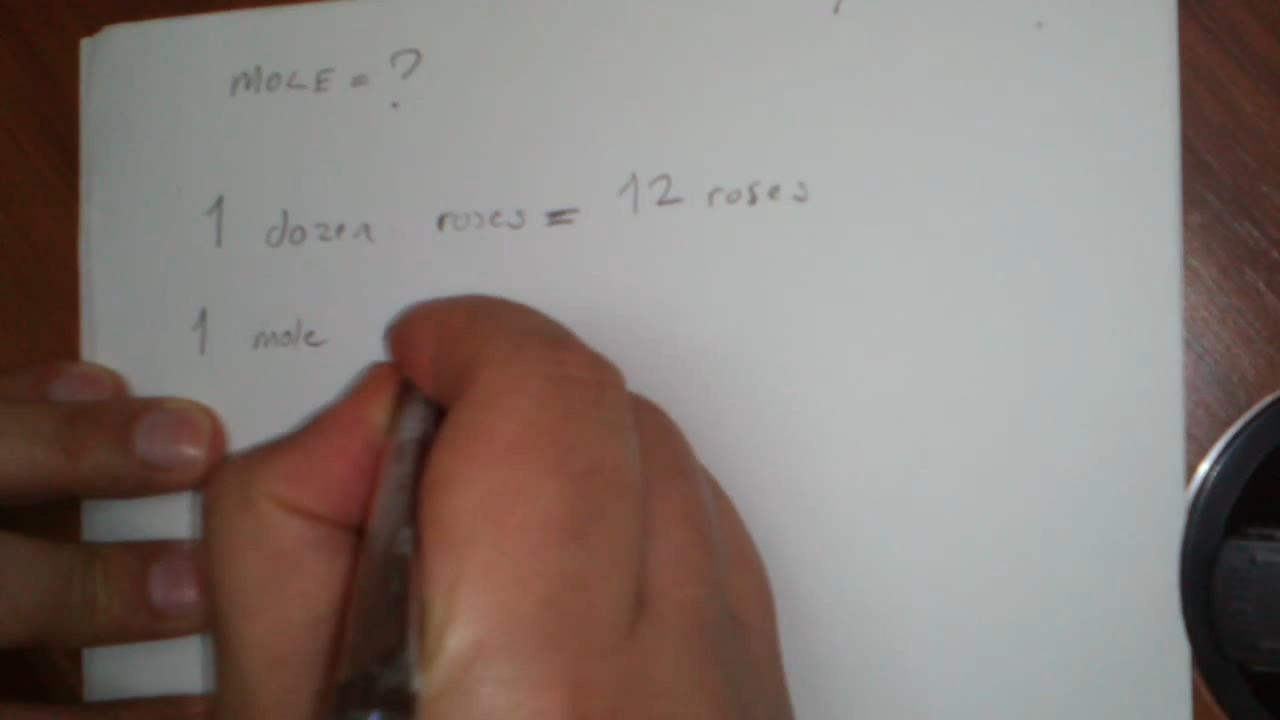 MOLE = ?
1 dozen roses = 12 roses
1 mole